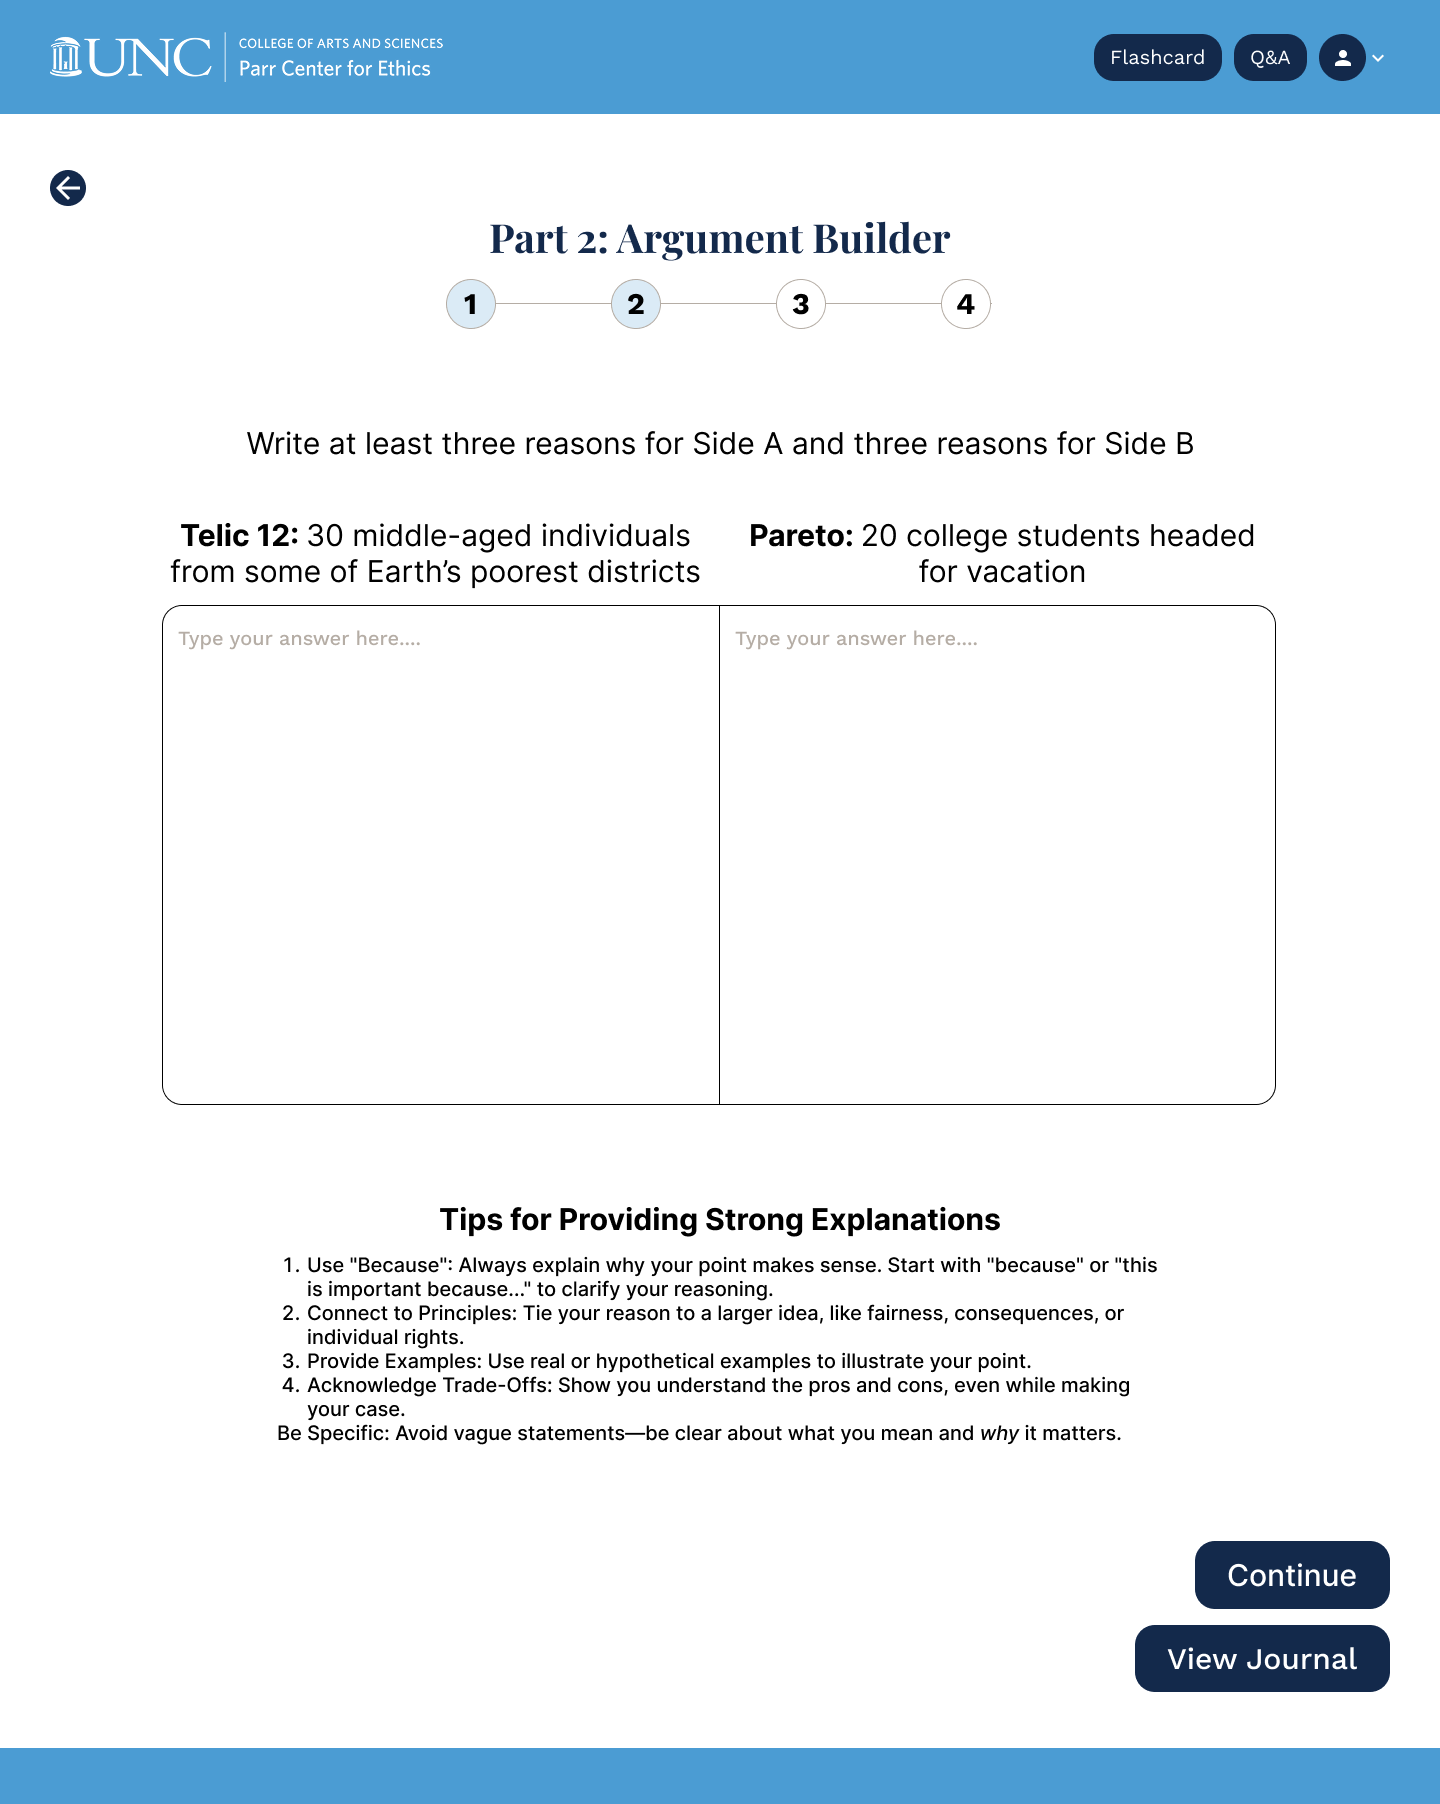 UNC
COLLEGE OF ARTS AND SCIENCES
Parr Center for Ethics
Flashcard
Q&A
Part 2: Argument Builder
1
2
3
4
Write at least three reasons for Side A and three reasons for Side B
Telic 12: 30 middle-aged individuals
from some of Earth’s poorest districts
Pareto: 20 college students headed
for vacation
Type your answer here....
Type your answer here....
Tips for Providing Strong Explanations
1. Use "Because": Always explain why your point makes sense. Start with "because" or "this
is important because..." to clarify your reasoning.
2. Connect to Principles: Tie your reason to a larger idea, like fairness, consequences, or
individual rights.
3. Provide Examples: Use real or hypothetical examples to illustrate your point.
4. Acknowledge Trade-Offs: Show you understand the pros and cons, even while making
your case.
Be Specific: Avoid vague statements—be clear about what you mean and why it matters.
Continue
View Journal